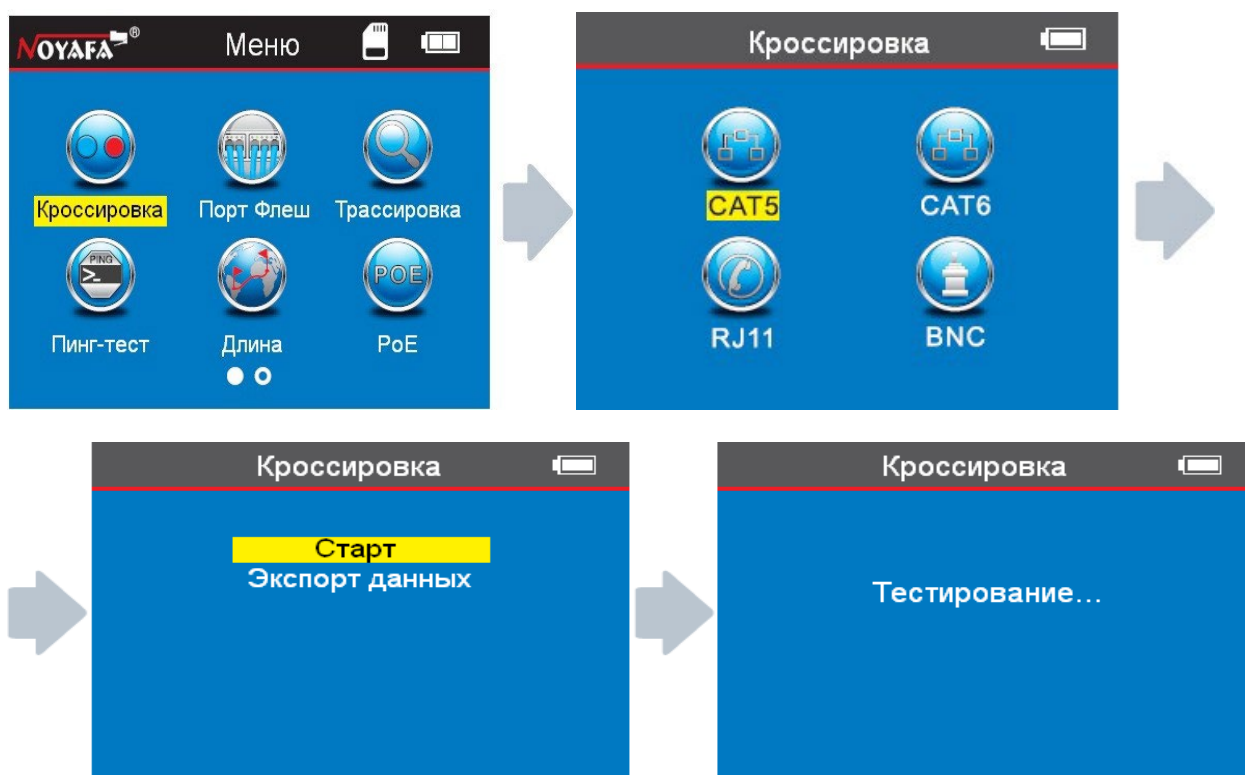 NOYAFA®
Меню
Кроссировка
Порт Флеш
Трассировка
PING
>_
POE
Пинг-тест
Длина
PoE
Кроссировка
CAT5
CAT6
RJ11
BNC
Кроссировка
Старт
Экспорт данных
Кроссировка
Тестирование...